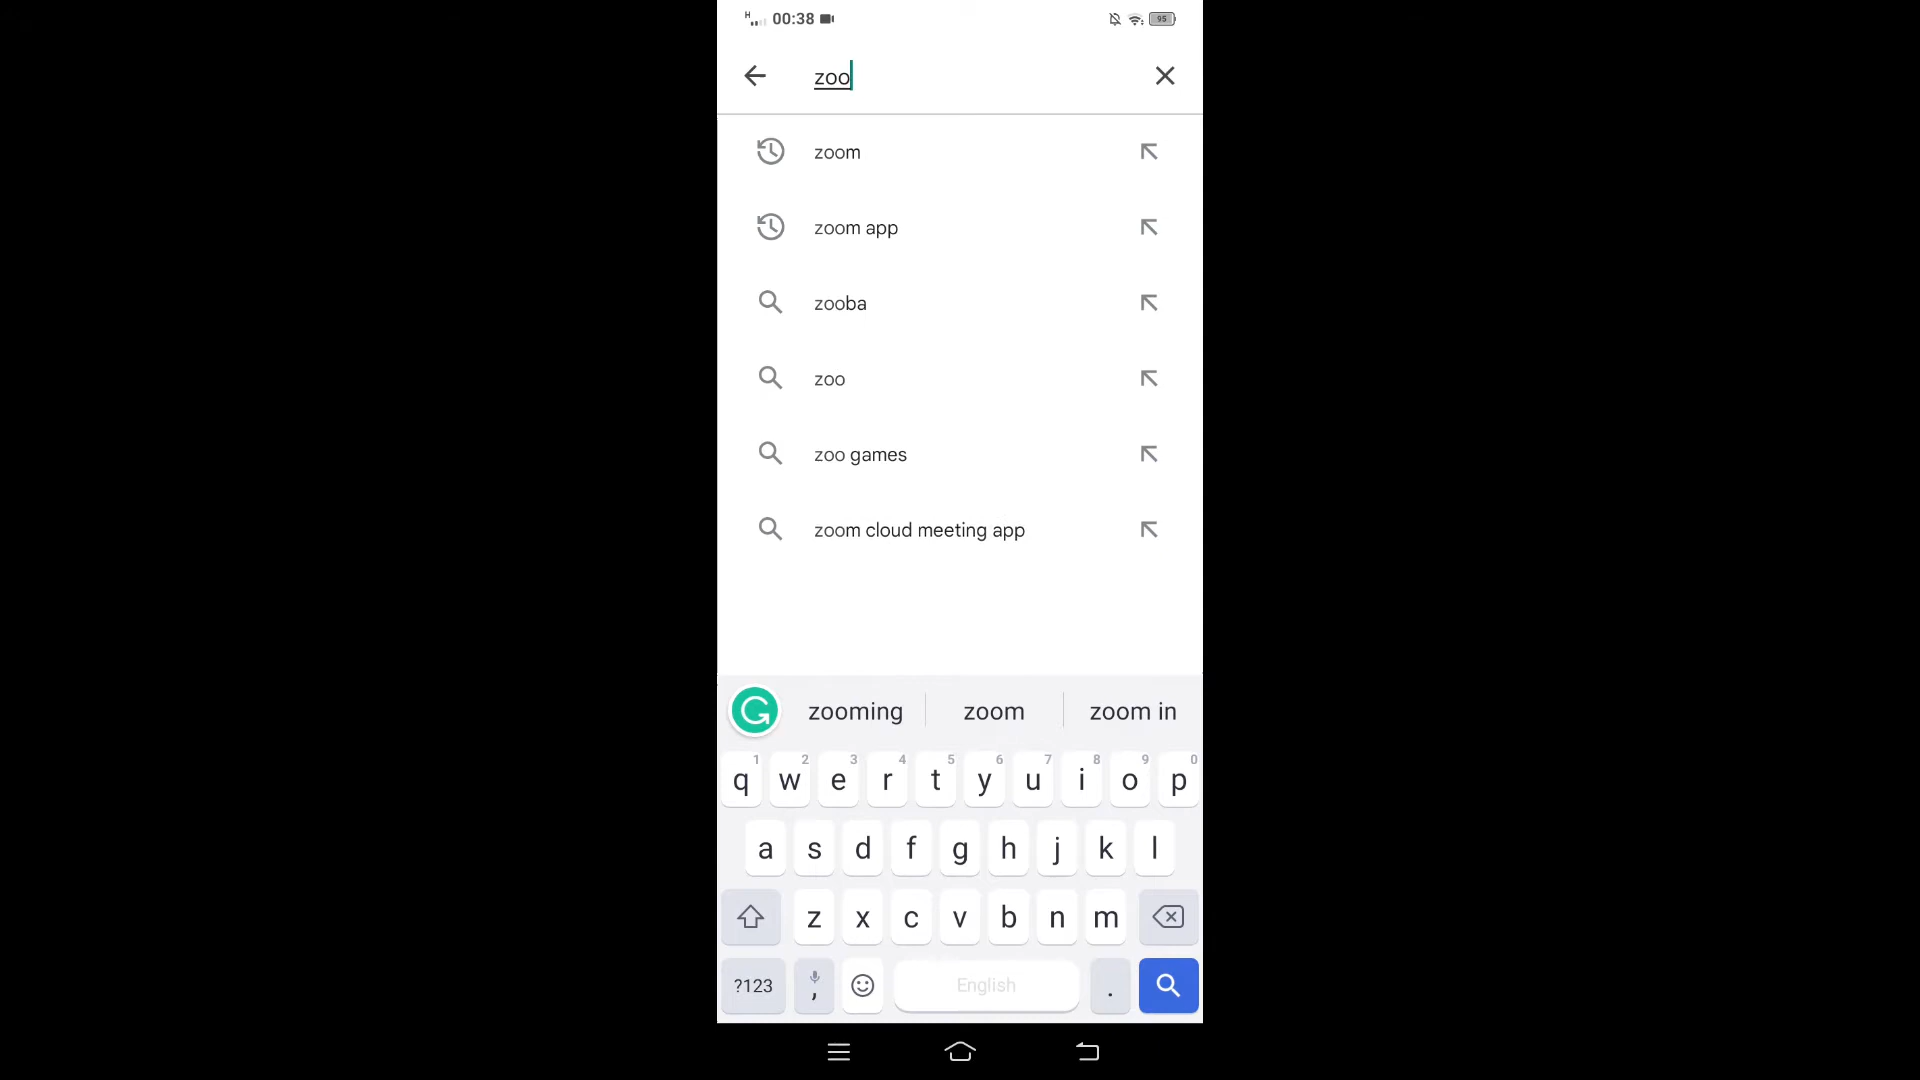 H 00:38 95
zoo
zoom
zoom app
zooba
zoo
zoo games
zoom cloud meeting app
zooming zoom zoom in
1 2 3 4 5 6 7 8 9 0
q w e r t y u i o p
a s d f g h j k l
z x c v b n m
?123 , English .